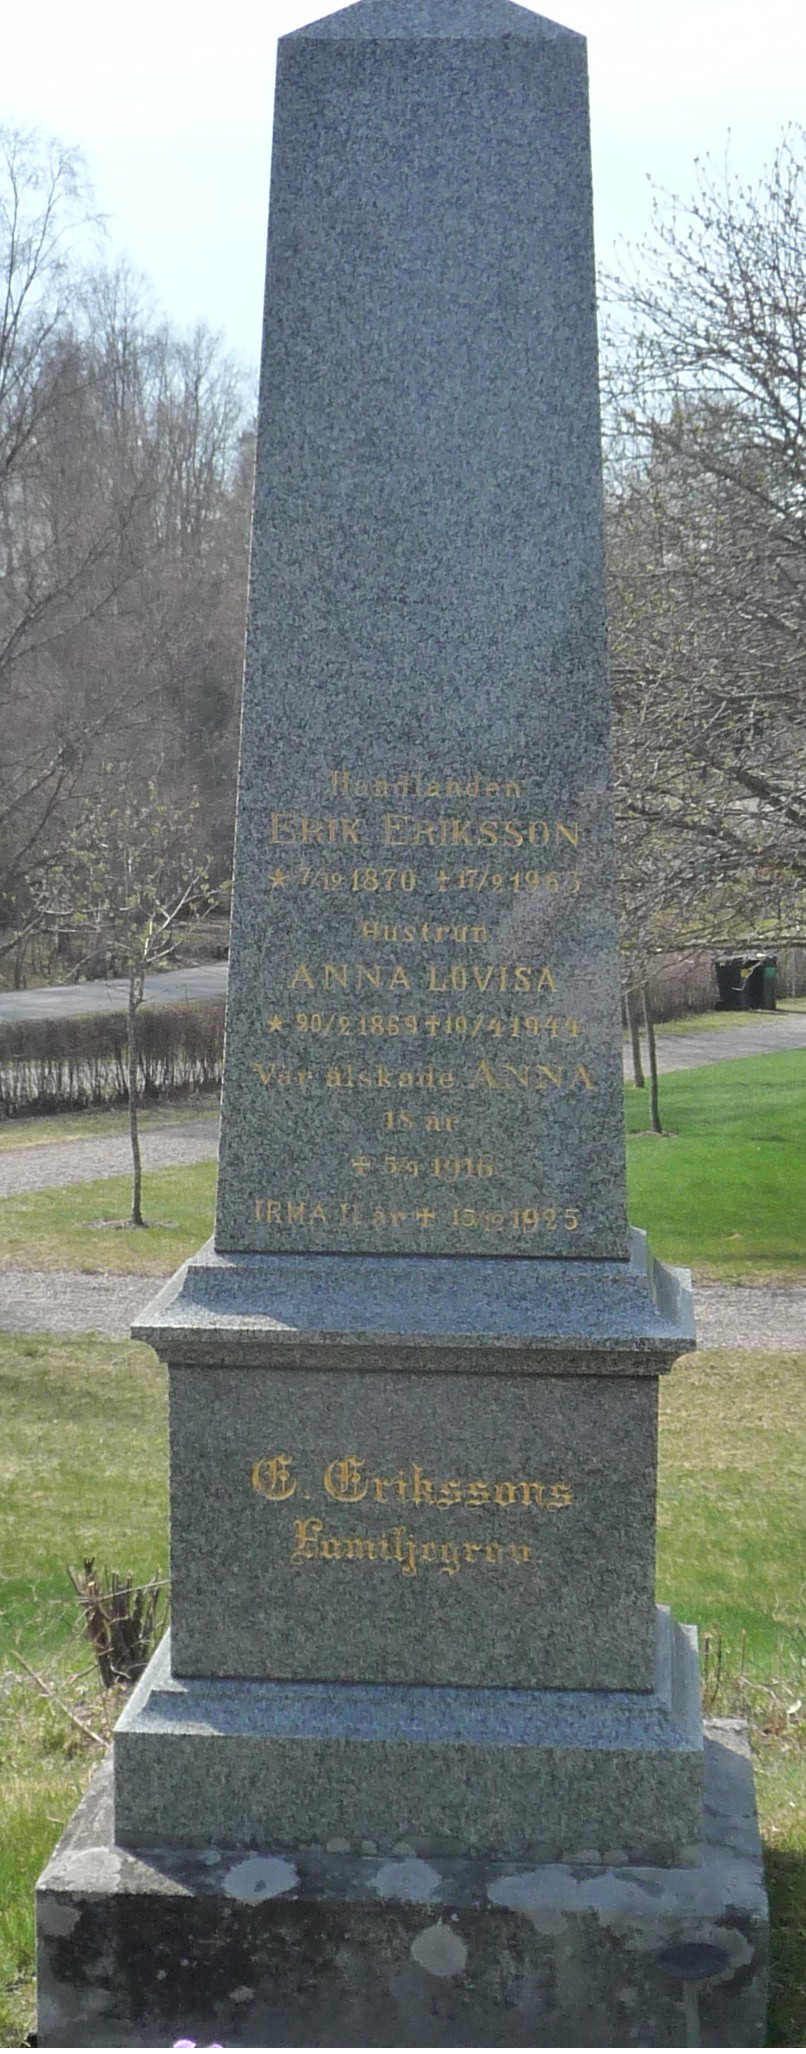 Handlanden
ERIK ERIKSSON
* 7/12 1870 + 17/2 1963
Hustrun
ANNA LOVISA
* 20/2 1869 + 10/4 1944
Vår älskade ANNA
18 år
+ 5/9 1916
IRMA 11 år + 15/12 1925
E. Erikssons
Familjegrav.